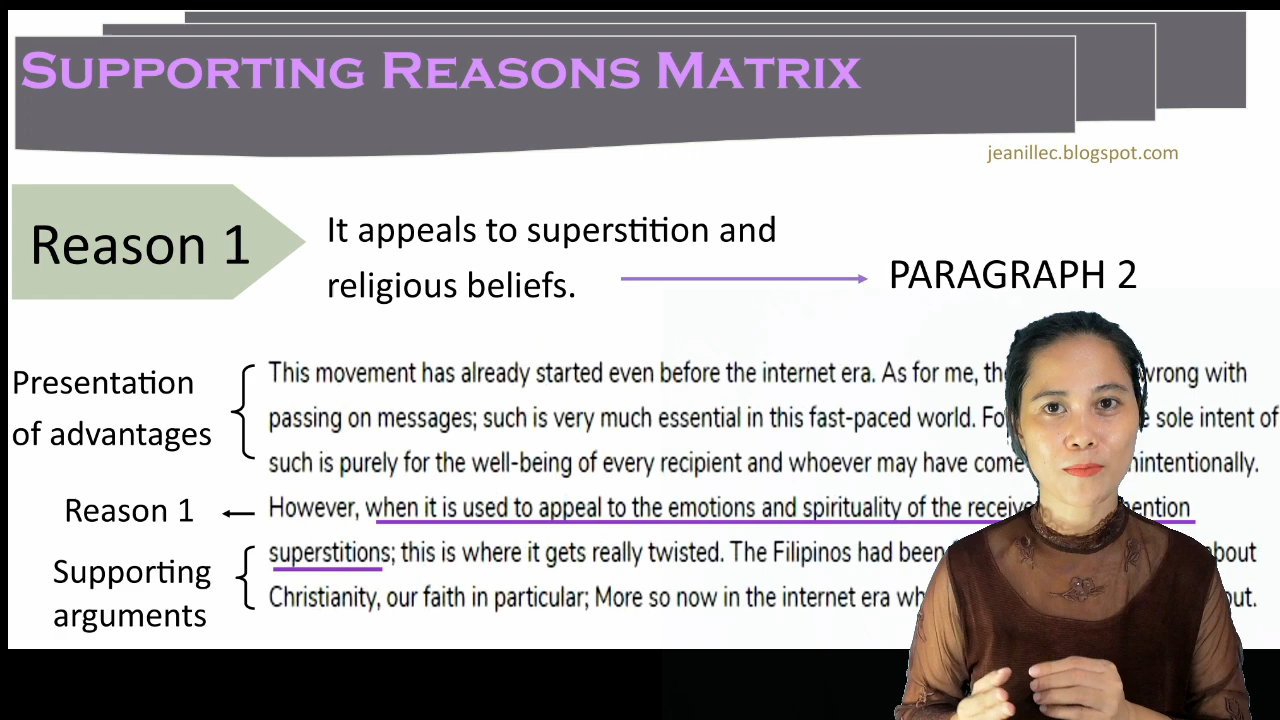 SUPPORTING REASONS MATRIX
jeanillec.blogspot.com
Reason 1
It appeals to superstition and
religious beliefs.
PARAGRAPH 2
Presentation
of advantages
This movement has already started even before the internet era. As for me, wrong with
passing on messages; such is very much essential in this fast-paced world. sole intent of
such is purely for the well-being of every recipient and whoever may have
Reason 1
However, when it is used to appeal to the emotions and spirituality of the
Supporting
arguments
superstitions; this is where it gets really twisted. The Filipinos had been about
Christianity, our faith in particular; More so now in the internet era